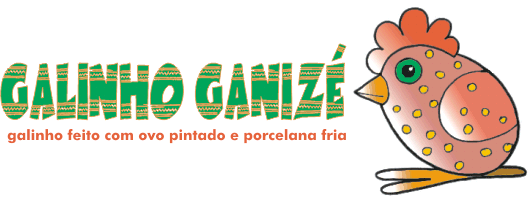 GALINHO GANIZÉ
galinho feito com ovo pintado e porcelana fria